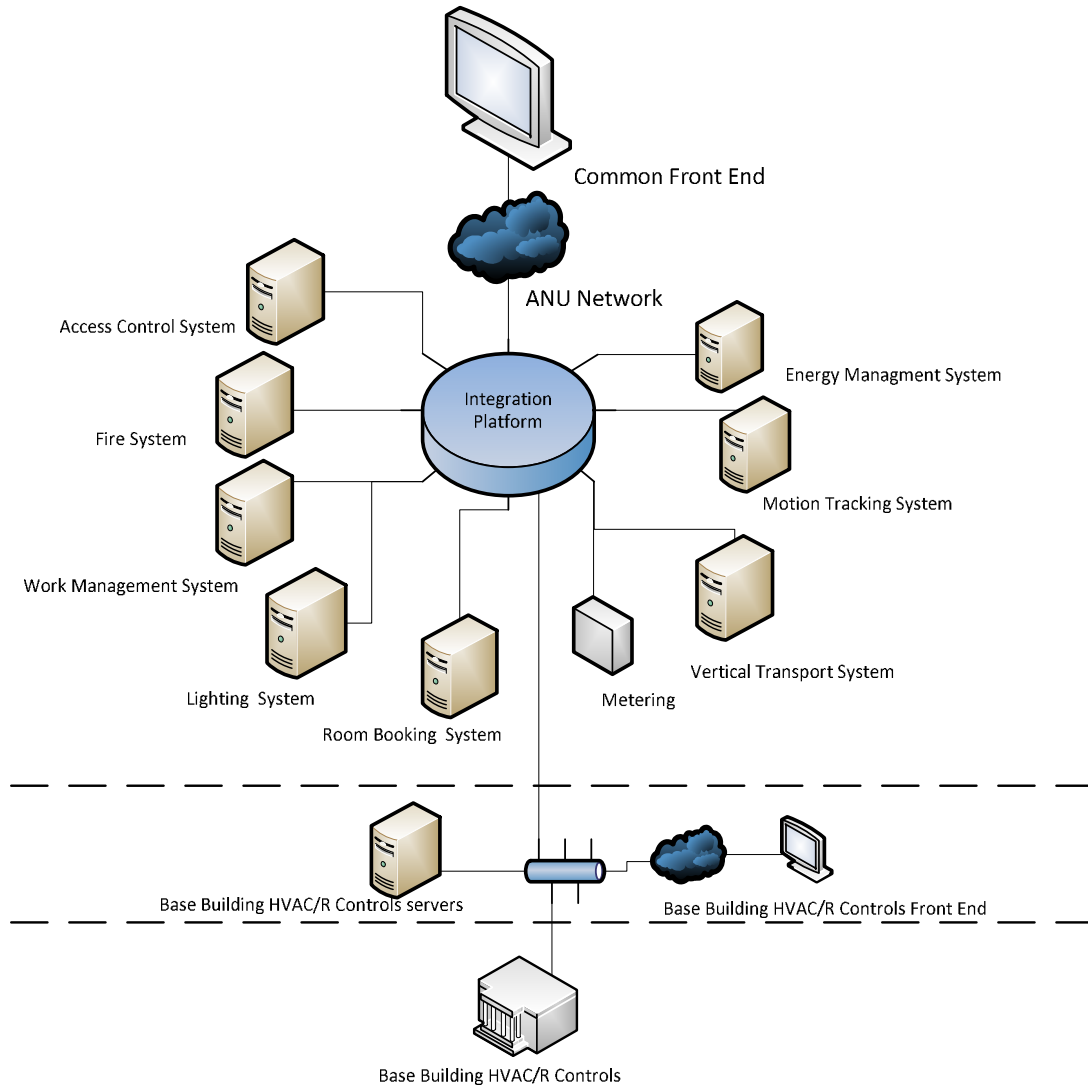 Common Front End
ANU Network
Access Control System
Energy Managment System
Integration
Platform
Fire System
Motion Tracking System
Work Management System
Vertical Transport System
Lighting  System
Metering
Room Booking  System
Base Building HVAC/R Controls servers
Base Building HVAC/R Controls Front End
Base Building HVAC/R Controls